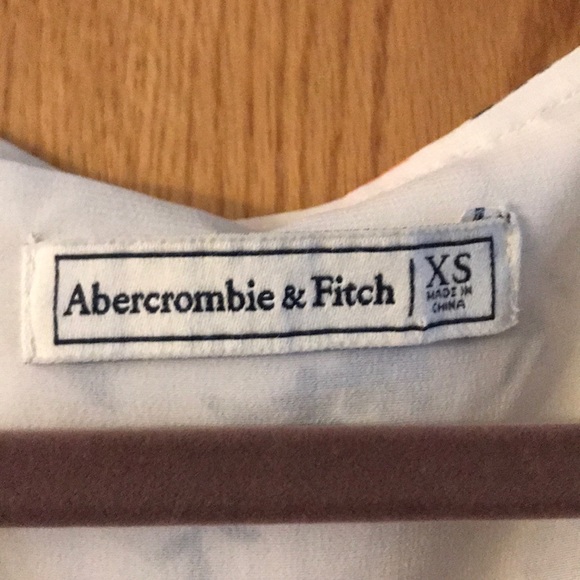 Abercrombie & Fitch
XS
MADE IN
CHINA